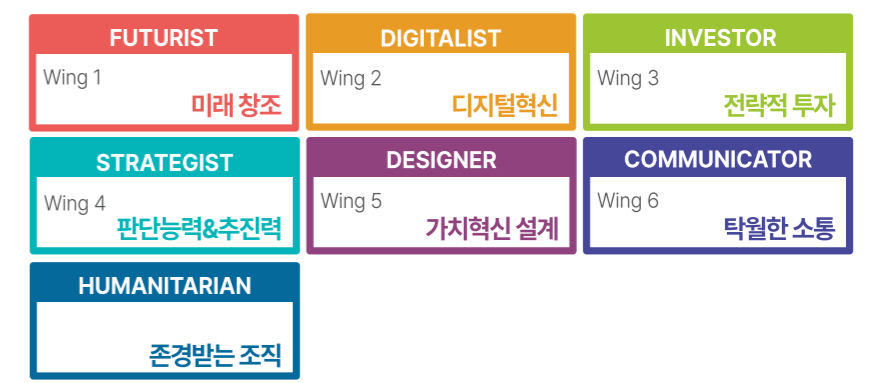 FUTURIST
Wing 1
미래 창조
DIGITALIST
Wing 2
디지털혁신
INVESTOR
Wing 3
전략적 투자
STRATEGIST
Wing 4
판단능력&추진력
DESIGNER
Wing 5
가치혁신 설계
COMMUNIICATOR
Wing 6
탁월한 소통
HUMANITARIAN
존경받는 조직